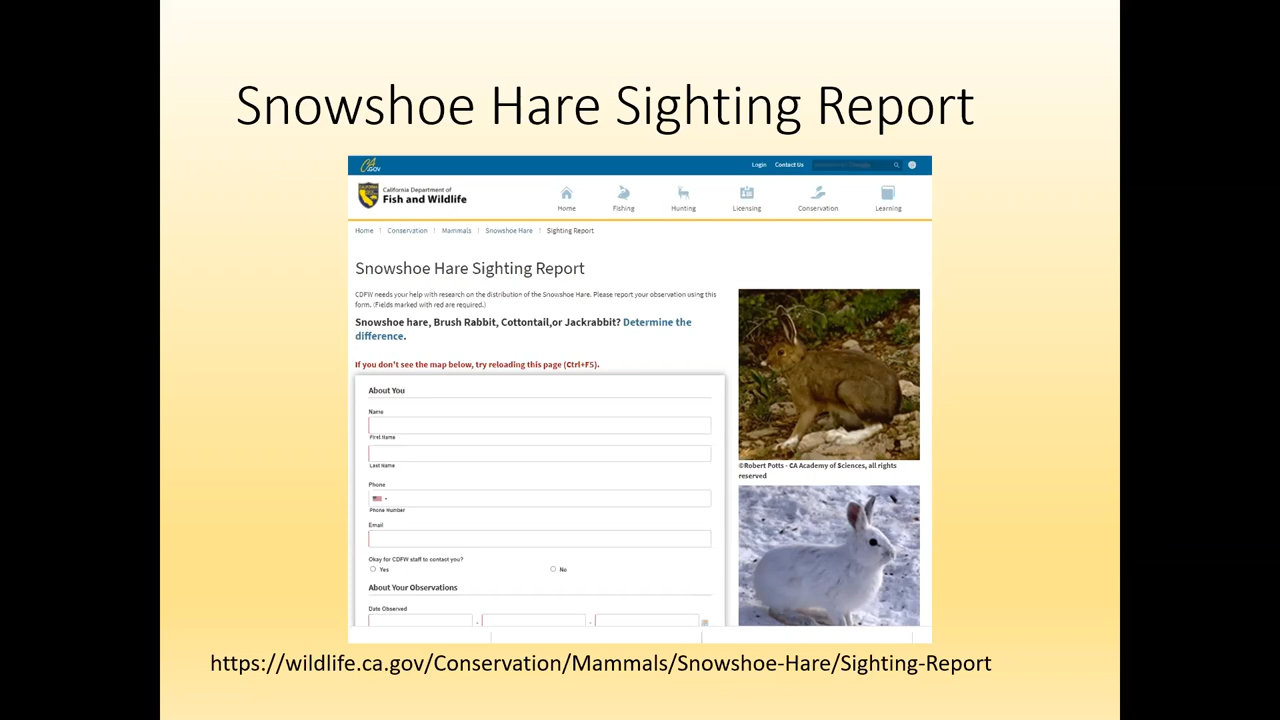 Snowshoe Hare Sighting Report
CA
.GOV
Login Contact Us
California Department of
Fish and Wildlife
Home Fishing Hunting Licensing Conservation Learning
Home Conservation Mammals Snowshoe Hare Sighting Report
Snowshoe Hare Sighting Report
CDFW needs your help with research on the distribution of the Snowshoe Hare. Please report your observation using this
form. (Fields marked with red are required.)
Snowshoe hare, Brush Rabbit, Cottontail,or Jackrabbit? Determine the
difference.
If you don't see the map below, try reloading this page (Ctrl+F5).
About You
Name
First Name
Last Name
Phone
Phone Number
Email
Okay for CDFW staff to contact you?
Yes No
About Your Observations
Date Observed
©Robert Potts - CA Academy of Sciences, all rights
reserved
https://wildlife.ca.gov/Conservation/Mammals/Snowshoe-Hare/Sighting-Report